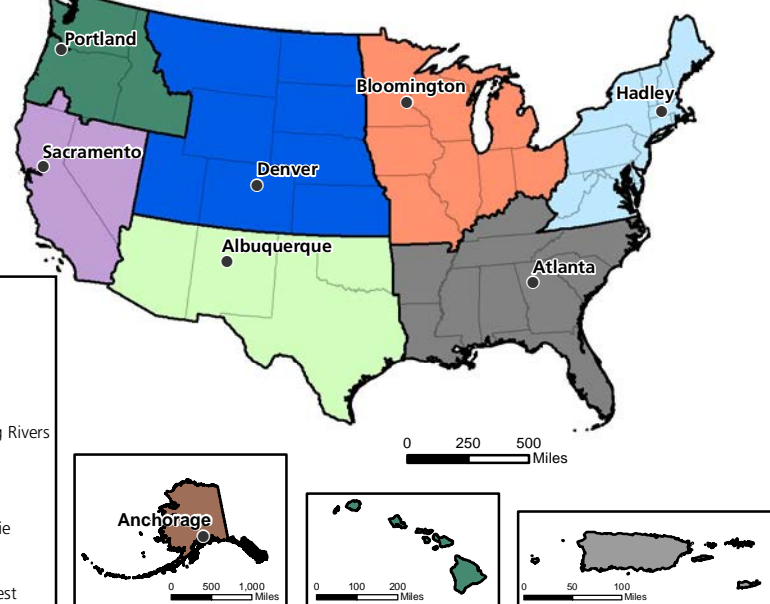 Portland
Bloomington
Hadley
Sacramento
Denver
Albuquerque
Atlanta
Rivers
0 250 500
Miles
Anchorage
0 500 1,000
Miles
0 100 200
Miles
0 50 100
Miles